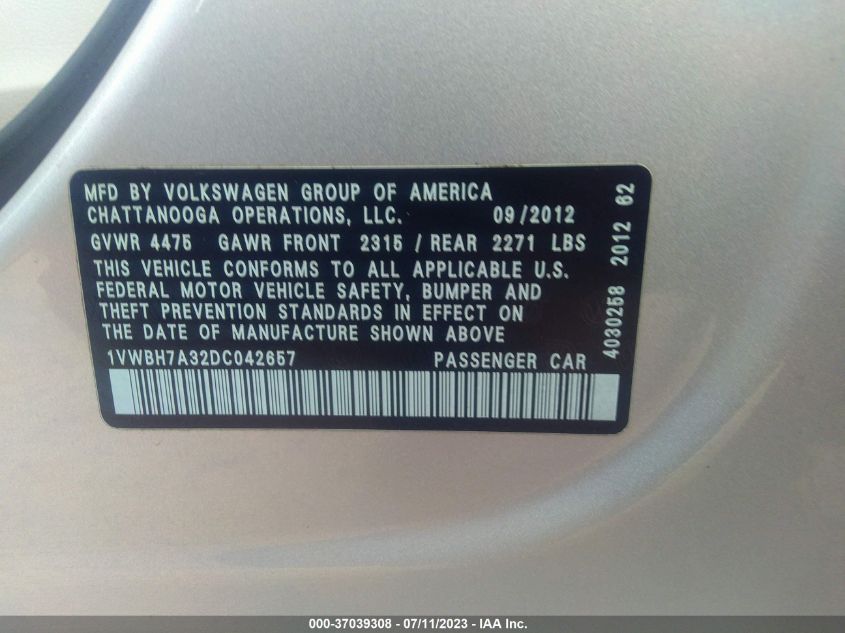 MFD BY VOLKSWAGEN GROUP OF AMERICA
CHATTANOOGA OPERATIONS, LLC. 09/2012
GVWR 4475 GAWR FRONT 2315 / REAR 2271 LBS
THIS VEHICLE CONFORMS TO ALL APPLICABLE U.S.
FEDERAL MOTOR VEHICLE SAFETY, BUMPER AND
THEFT PREVENTION STANDARDS IN EFFECT ON
THE DATE OF MANUFACTURE SHOWN ABOVE
1VWBH7A32DC042657 PASSENGER CAR
4030258 2012 62
000-37039308 - 07/11/2023 - IAA Inc.